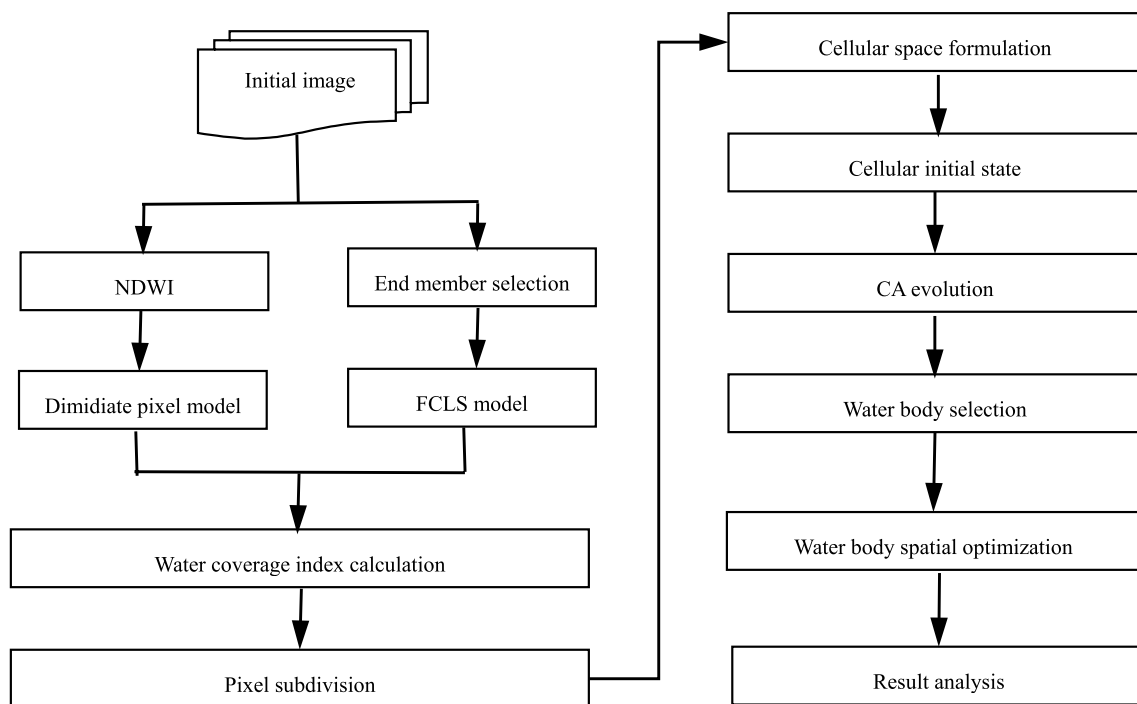 Initial image
NDWI
End member selection
Dimidiate pixel model
FCLS model
Water coverage index calculation
Pixel subdivision
Cellular space formulation
Cellular initial state
CA evolution
Water body selection
Water body spatial optimization
Result analysis